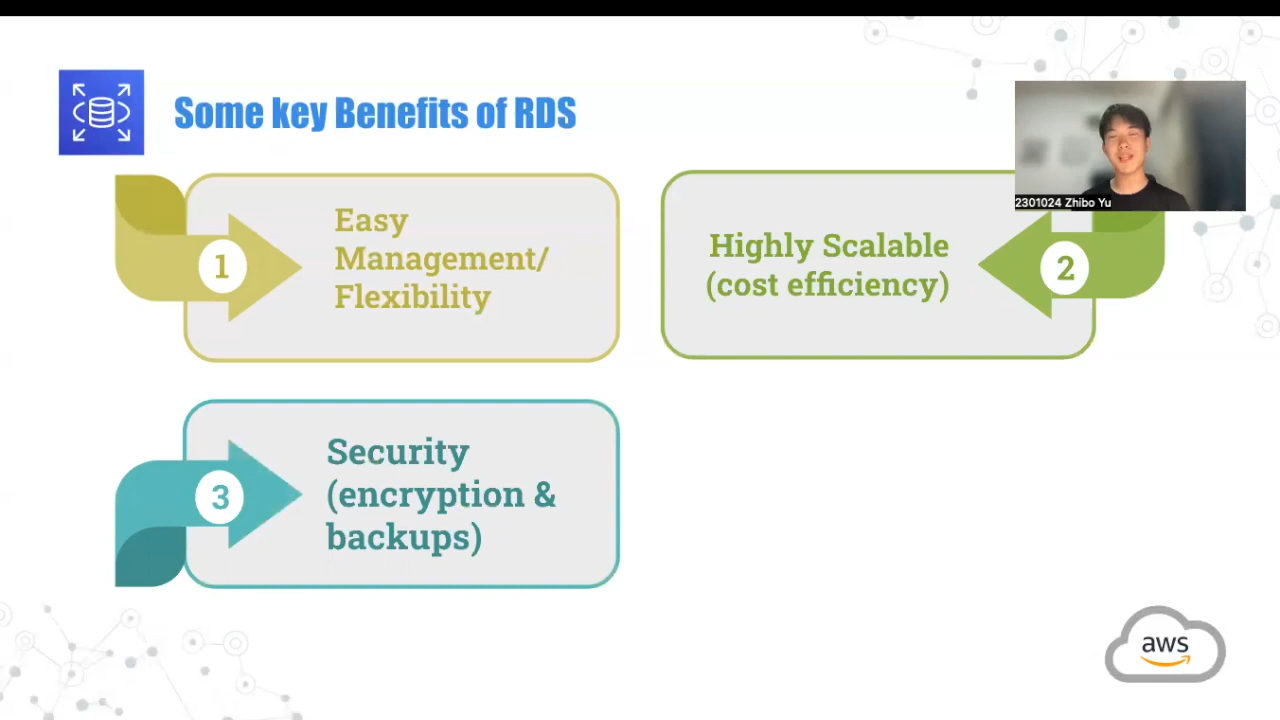 Some key Benefits of RDS
2301024 Zhibo Yu
1
Easy
Management/
Flexibility
Highly Scalable
(cost efficiency)
2
3
Security
(encryption &
backups)
aws